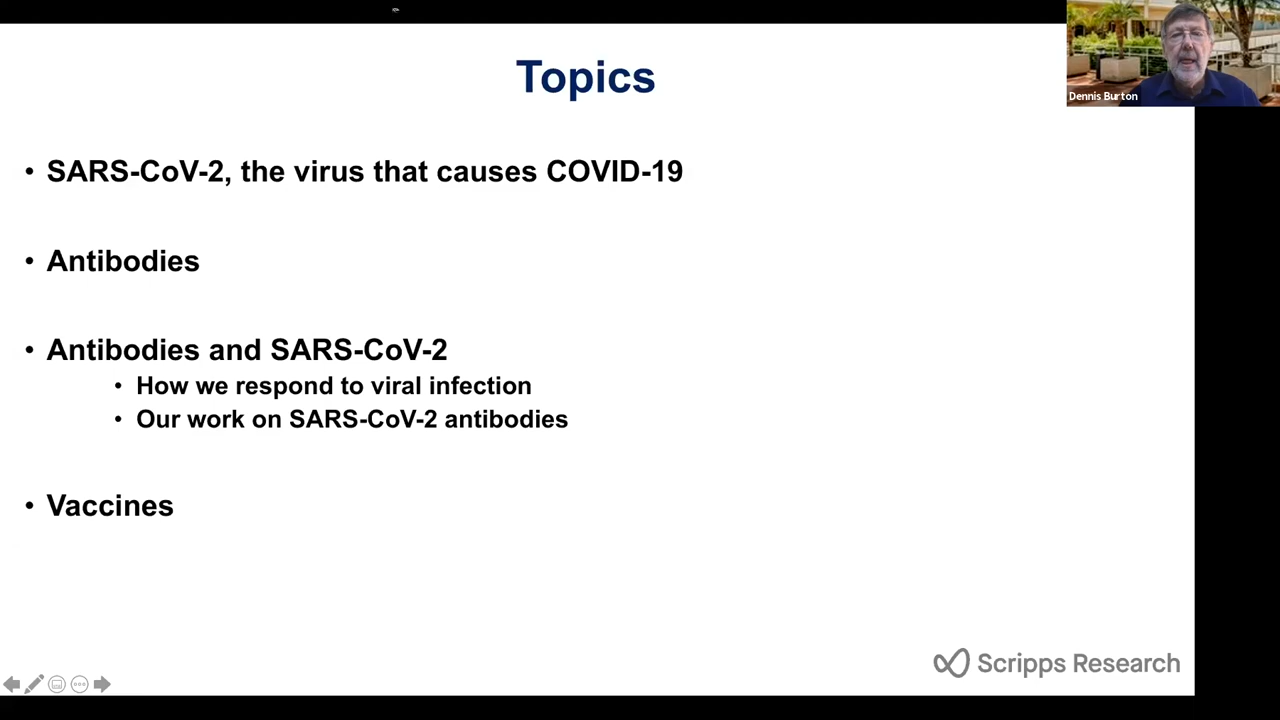 Topics
Dennis Burton
• SARS-CoV-2, the virus that causes COVID-19
• Antibodies
• Antibodies and SARS-CoV-2
• How we respond to viral infection
• Our work on SARS-CoV-2 antibodies
• Vaccines
Scripps Research